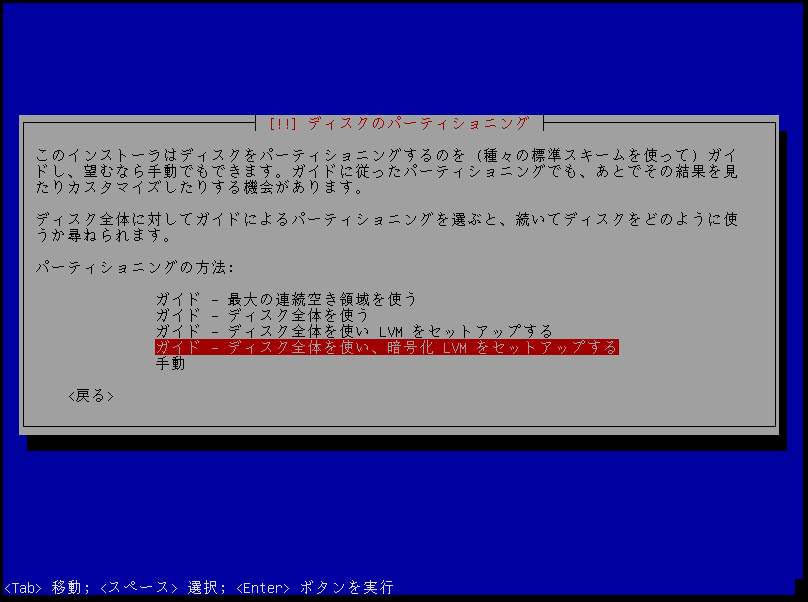 [!!] ディスクのパーティショニング
このインストーラはディスクをパーティショニングするのを (種々の標準スキームを使って) ガイ
ドし、望むなら手動でもできます。ガイドに従ったパーティショニングでも、あとでその結果を見
たりカスタマイズしたりする機会があります。
ディスク全体に対してガイドによるパーティショニングを選ぶと、続いてディスクをどのように使
うか尋ねられます。
パーティショニングの方法:
ガイド - 最大の連続空き領域を使う
ガイド - ディスク全体を使う
ガイド - ディスク全体を使い LVM をセットアップする
ガイド - ディスク全体を使い、暗号化 LVM をセットアップする
手動
<戻る>
<Tab> 移動; <スペース> 選択; <Enter> ボタンを実行